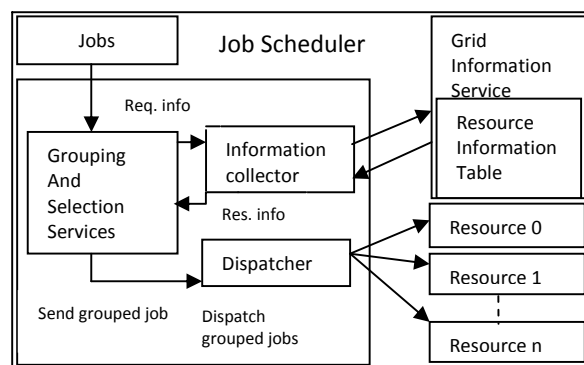 Jobs
Job Scheduler
Grid
Information
Service
Resource
Information
Table
Req. info
Grouping
And
Selection
Services
Information
collector
Res. info
Dispatcher
Resource 0
Resource 1
Resource n
Send grouped job
Dispatch
grouped jobs